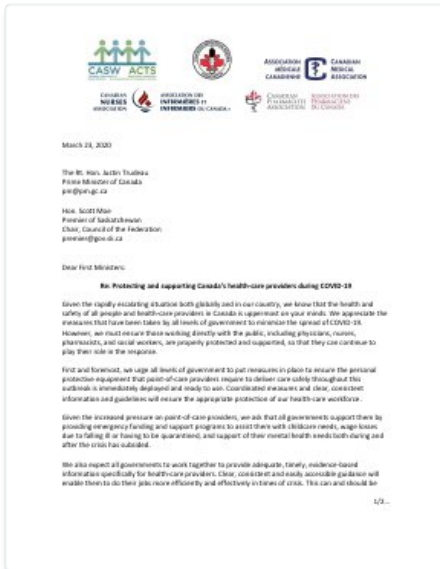 CASW ACTS
ASSOCIATION MÉDICALE CANADIENNE
CANADIAN MEDICAL ASSOCIATION
CANADIAN NURSES ASSOCIATION
ASSOCIATION DES INFIRMIÈRES ET INFIRMIERS DU CANADA
CANADIAN PHARMACISTS ASSOCIATION
ASSOCIATION DES PHARMACIENS DU CANADA
March 23, 2020
The Rt. Hon. Justin Trudeau
Prime Minister of Canada
pm@pm.gc.ca
Hon. Scott Moe
Premier of Saskatchewan
Chair, Council of the Federation
premier@gov.sk.ca
Dear First Ministers:
Re: Protecting and supporting Canada's health-care providers during COVID-19
Given the rapidly escalating situation both globally and in our country, we know that the health and
safety of all people and health-care providers in Canada is uppermost on your minds. We appreciate the
measures that have been taken by all levels of government to minimize the spread of COVID-19.
However, we must ensure those working directly with the public, including physicians, nurses,
pharmacists, and social workers, are properly protected and supported, so that they can continue to
play their role in the response.
First and foremost, we urge all levels of government to put measures in place to ensure the personal
protective equipment that point-of-care providers require to deliver care safely throughout this
outbreak is immediately deployed and ready to use. Coordinated measures and clear, consistent
information and guidelines will ensure the appropriate protection of our health-care workforce.
Given the increased pressure on point-of-care providers, we ask that all governments support them by
providing emergency funding and support programs to assist them with childcare needs, wage losses
due to falling ill or having to be quarantined, and support of their mental health needs both during and
after the crisis has subsided.
We also expect all governments to work together to provide adequate, timely, evidence-based
information specifically for health-care providers. Clear, consistent and easily accessible guidance will
enable them to do their jobs more efficiently and effectively in times of crisis. This can and should be
1/2...